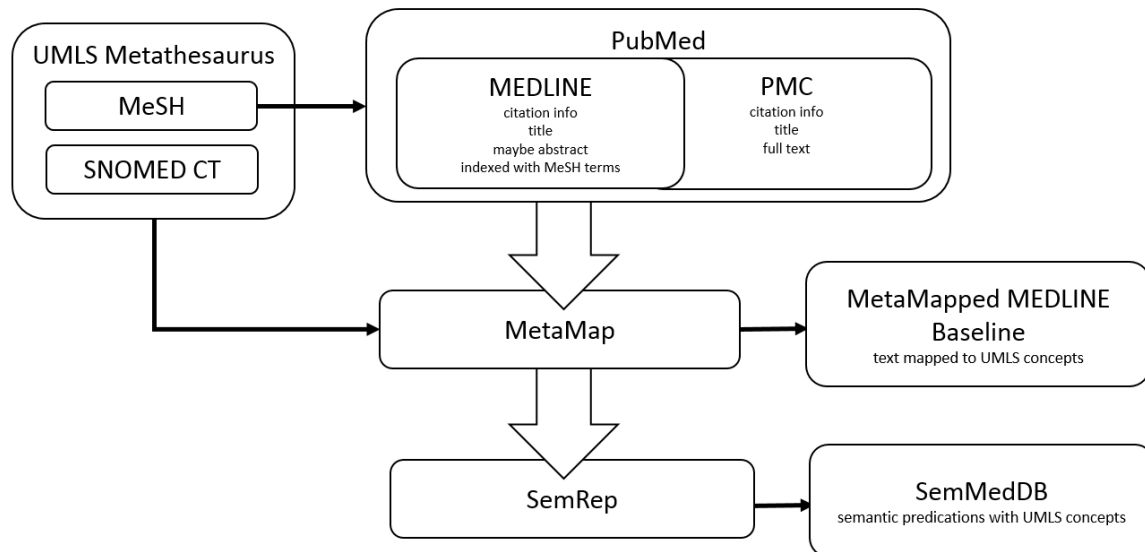 UMLS Metathesaurus
MeSH
SNOMED CT
PubMed
MEDLINE
citation info
title
maybe abstract
indexed with MeSH terms
PMC
citation info
title
full text
MetaMap
MetaMapped MEDLINE
Baseline
text mapped to UMLS concepts
SemRep
SemMedDB
semantic predications with UMLS concepts